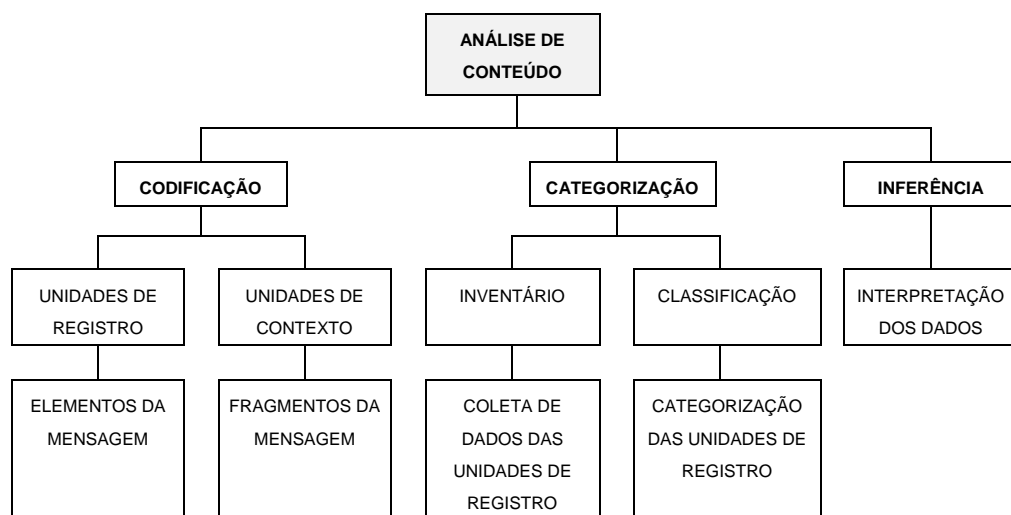 ANÁLISE DE
CONTEÚDO
CODIFICAÇÃO
CATEGORIZAÇÃO
INFERÊNCIA
UNIDADES DE
REGISTRO
UNIDADES DE
CONTEXTO
INVENTÁRIO
CLASSIFICAÇÃO
INTERPRETAÇÃO
DOS DADOS
ELEMENTOS DA
MENSAGEM
FRAGMENTOS DA
MENSAGEM
COLETA DE
DADOS DAS
UNIDADES DE
REGISTRO
CATEGORIZAÇÃO
DAS UNIDADES DE
REGISTRO